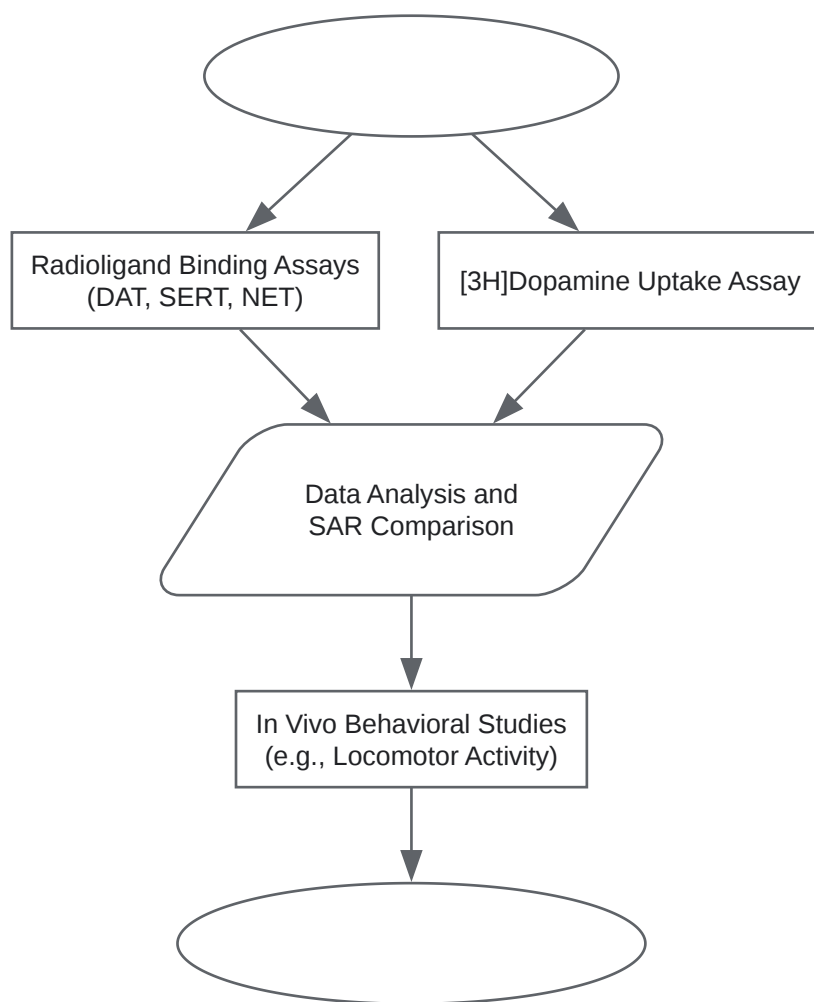 Radioligand Binding Assays
(DAT, SERT, NET)
[3H]Dopamine Uptake Assay
Data Analysis and
SAR Comparison
In Vivo Behavioral Studies
(e.g., Locomotor Activity)